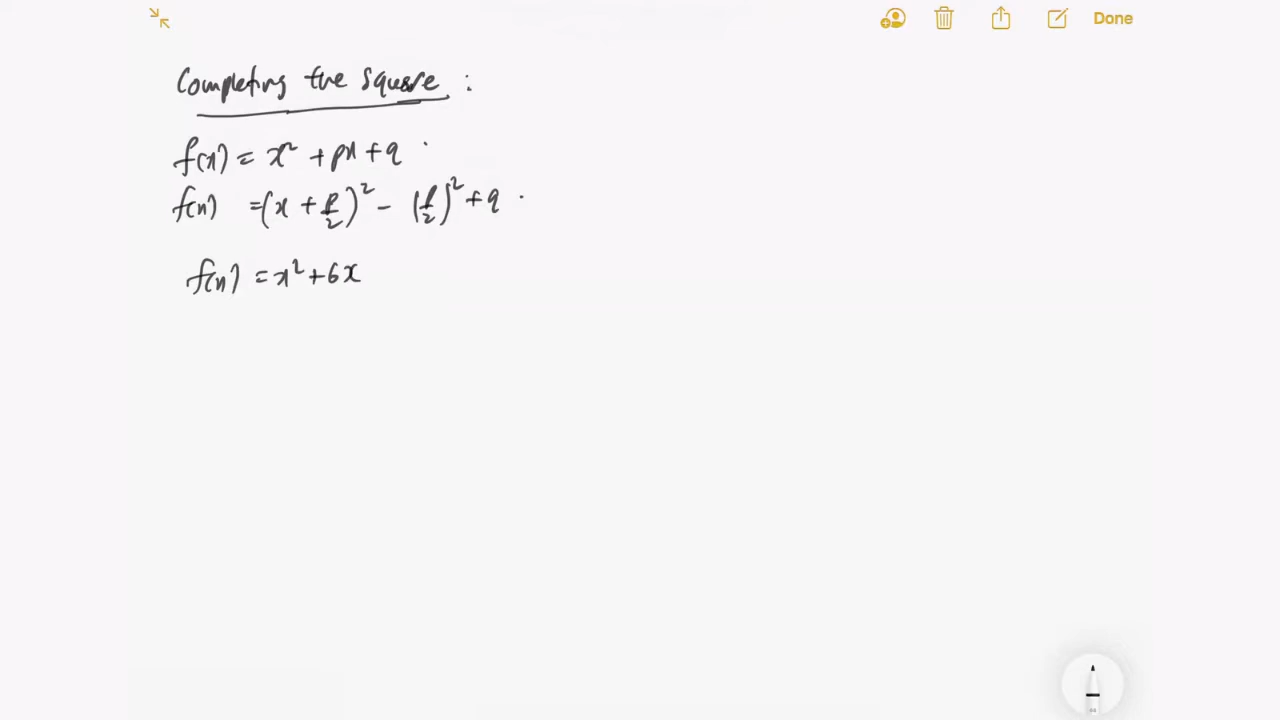 Done
Completing the square :
f(x) = x² + px + q
f(x) = (x + p/2)² - (p/2)² + q
f(x) = x² + 6x